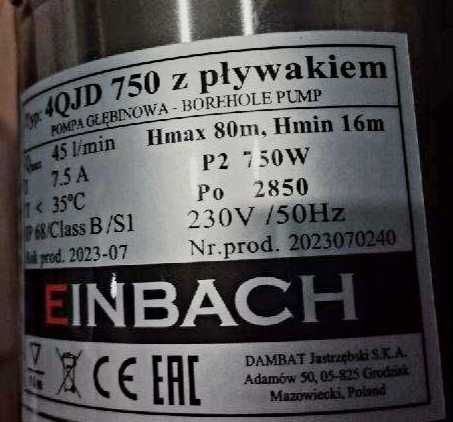 Typ. 4QJD 750 z pływakiem
POMPA GŁĘBINOWA - BOREHOLE PUMP
45 l/min Hmax 80m, Hmin 16m
7.5 A P2 750W
< 35°C Po 2850
IP 68/Class B /S1 230V /50Hz
Rok prod. 2023-07 Nr.prod. 2023070240
EINBACH
CE EAC
DAMBAT Jastrzębski S.K.A.
Adamów 50, 05-825 Grodzisk
Mazowiecki, Poland